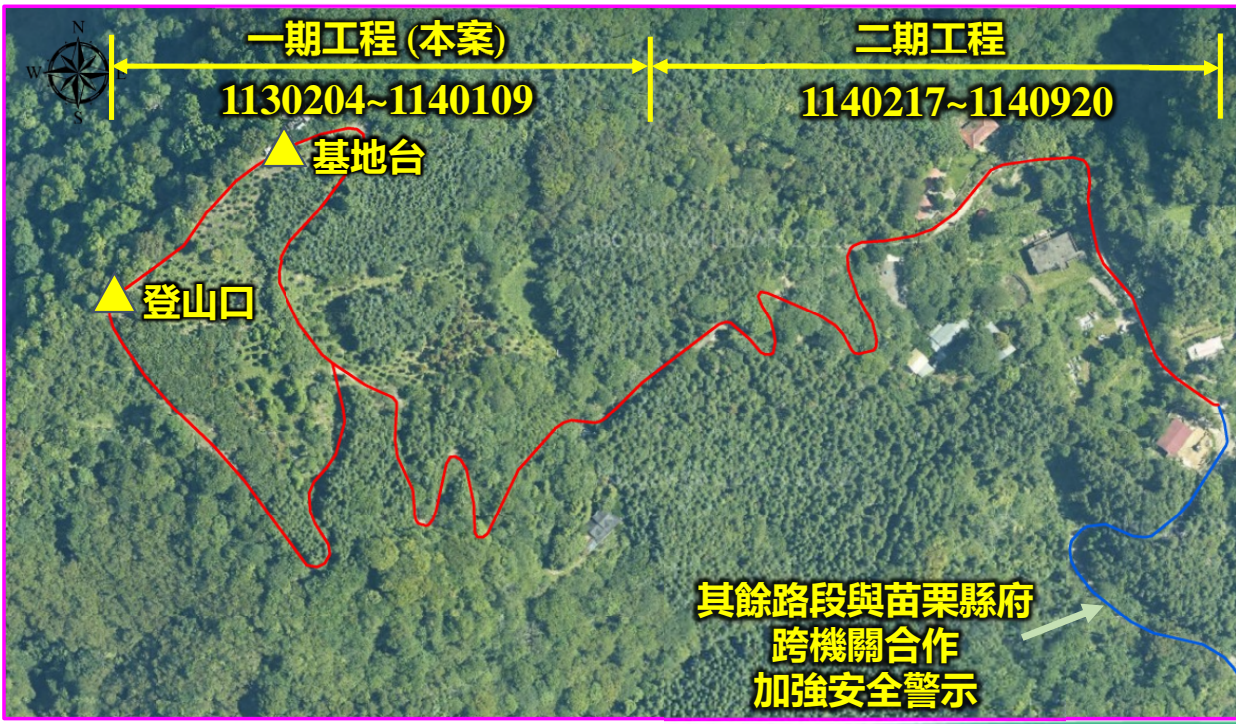 N
W
E
S
一期工程 (本案)
1130204~1140109
二期工程
1140217~1140920
基地台
登山口
其餘路段與苗栗縣府
跨機關合作
加強安全警示